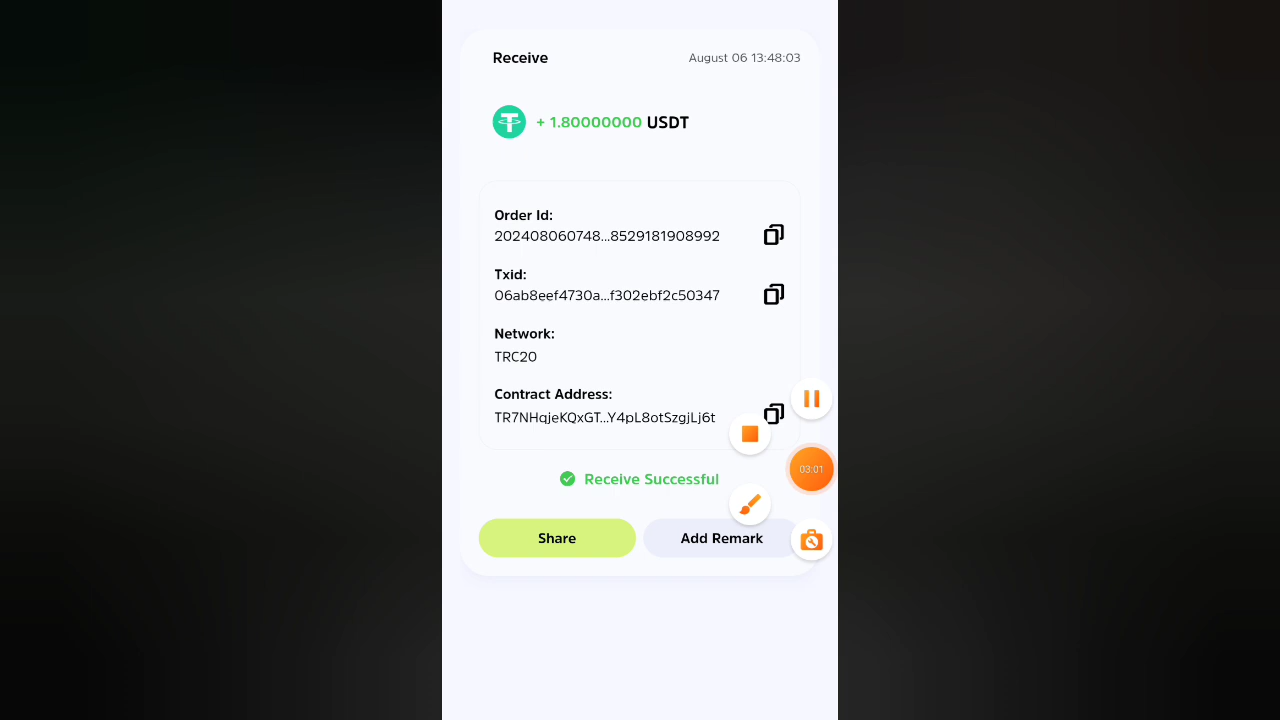 Receive
August 06 13:48:03
+ 1.80000000 USDT
Order Id:
202408060748...8529181908992
Txid:
06ab8eef4730a...f302ebf2c50347
Network:
TRC20
Contract Address:
TR7NHqjeKQxGT...Y4pL8otSzgjLj6t
03:01
Receive Successful
Share
Add Remark